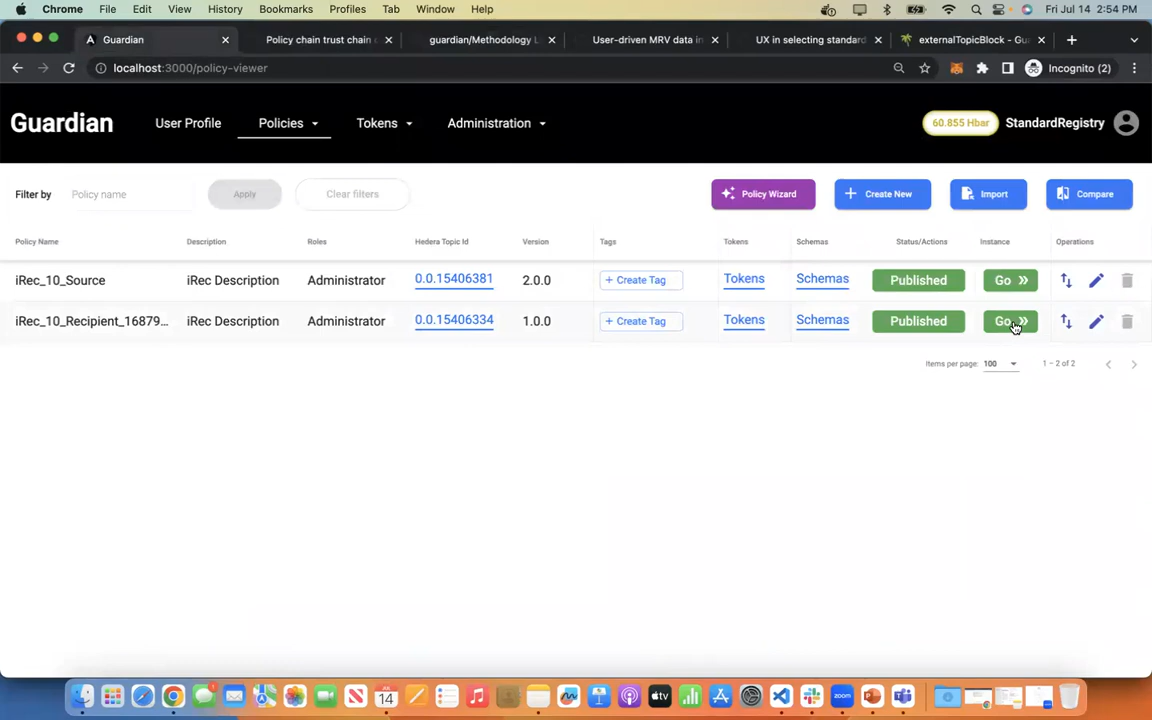 Chrome File Edit View History Bookmarks Profiles Tab Window Help Fri Jul 14 2:54 PM
Guardian Policy chain trust chain guardian/Methodology User-driven MRV data in UX in selecting standard externalTopicBlock - Gu
localhost:3000/policy-viewer Incognito (2)
Guardian User Profile Policies Tokens Administration 60.855 Hbar StandardRegistry
Filter by Policy name Apply Clear filters Policy Wizard + Create New Import Compare
Policy Name Description Roles Hedera Topic Id Version Tags Tokens Schemas Status/Actions Instance Operations
iRec_10_Source iRec Description Administrator 0.0.15406381 2.0.0 + Create Tag Tokens Schemas Published Go »
iRec_10_Recipient_16879... iRec Description Administrator 0.0.15406334 1.0.0 + Create Tag Tokens Schemas Published Go »
Items per page: 100 1 – 2 of 2